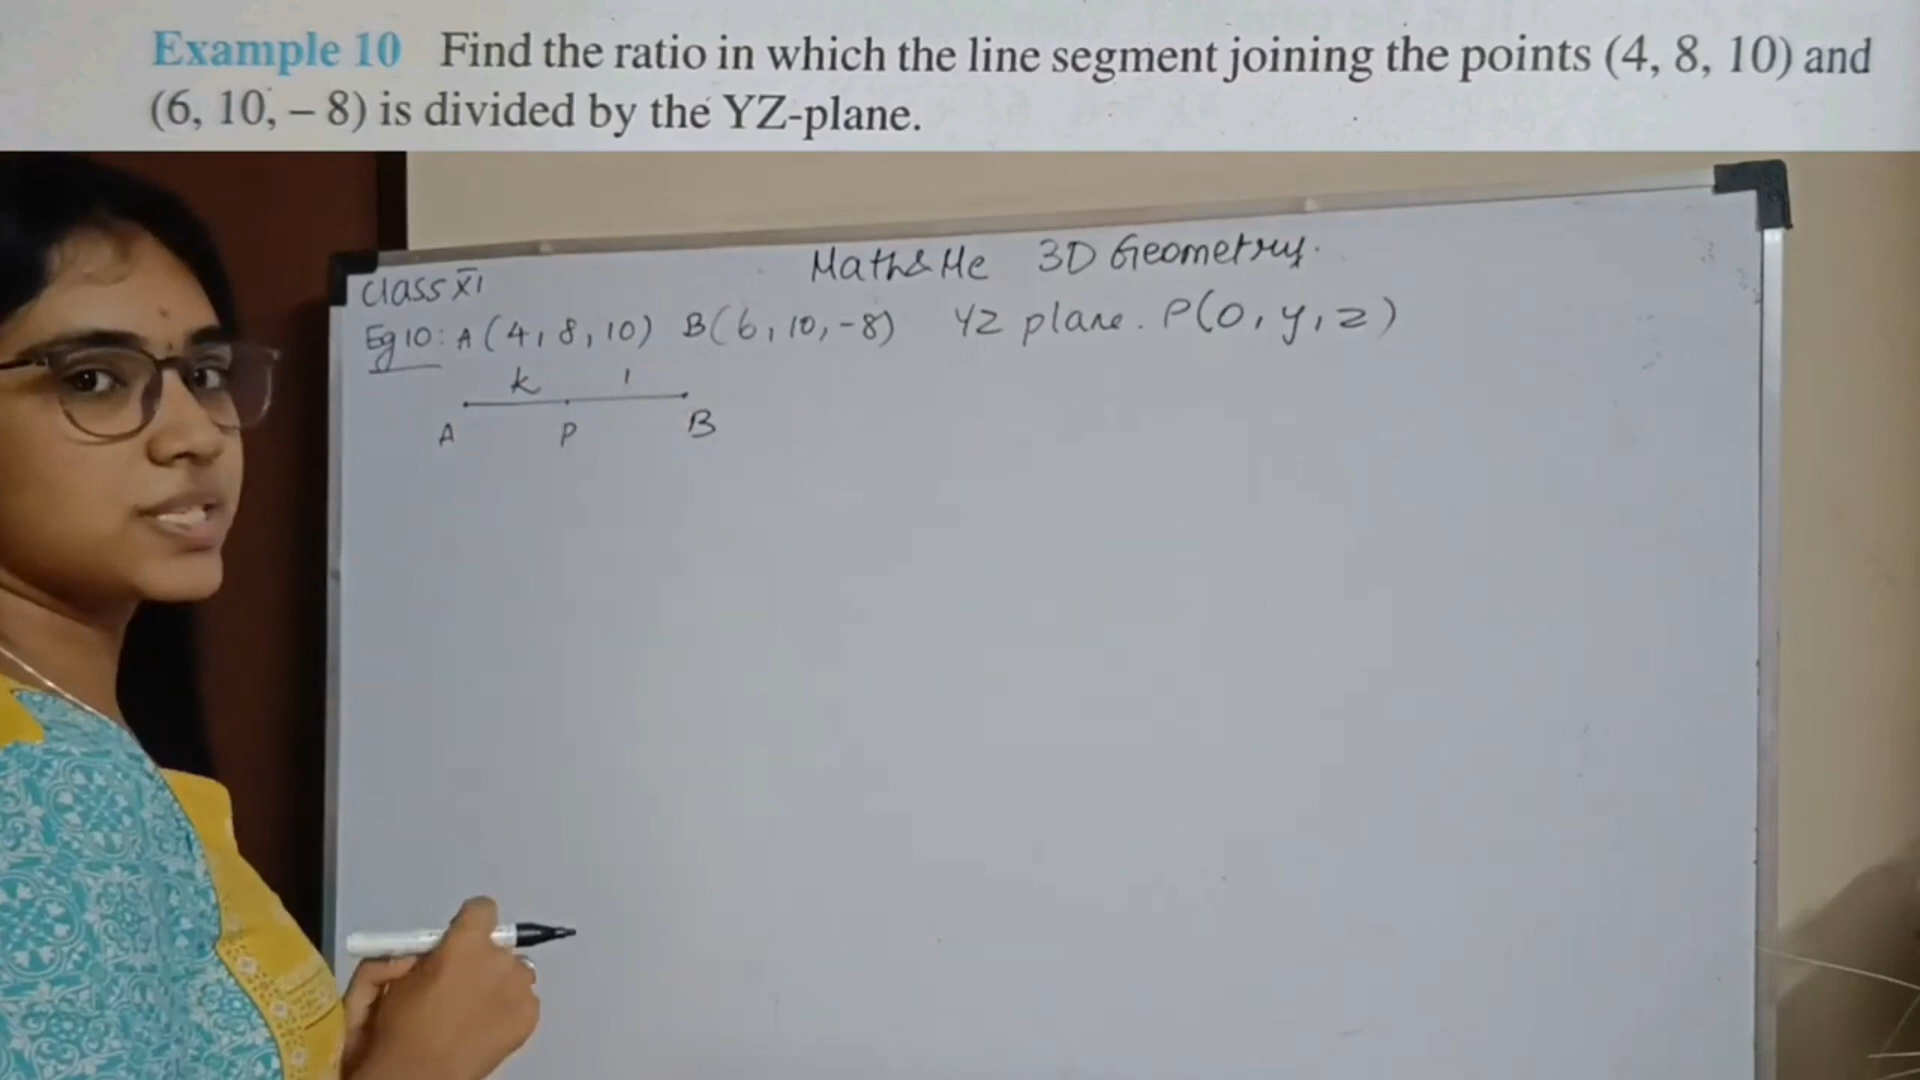 Example 10 Find the ratio in which the line segment joining the points (4, 8, 10) and
(6, 10, – 8) is divided by the YZ-plane.
Maths&Me 3D Geometry.
Class XI
Eg 10: A (4, 8, 10) B(6, 10, -8) YZ plane. P(0, y, z)
k 1
A P B